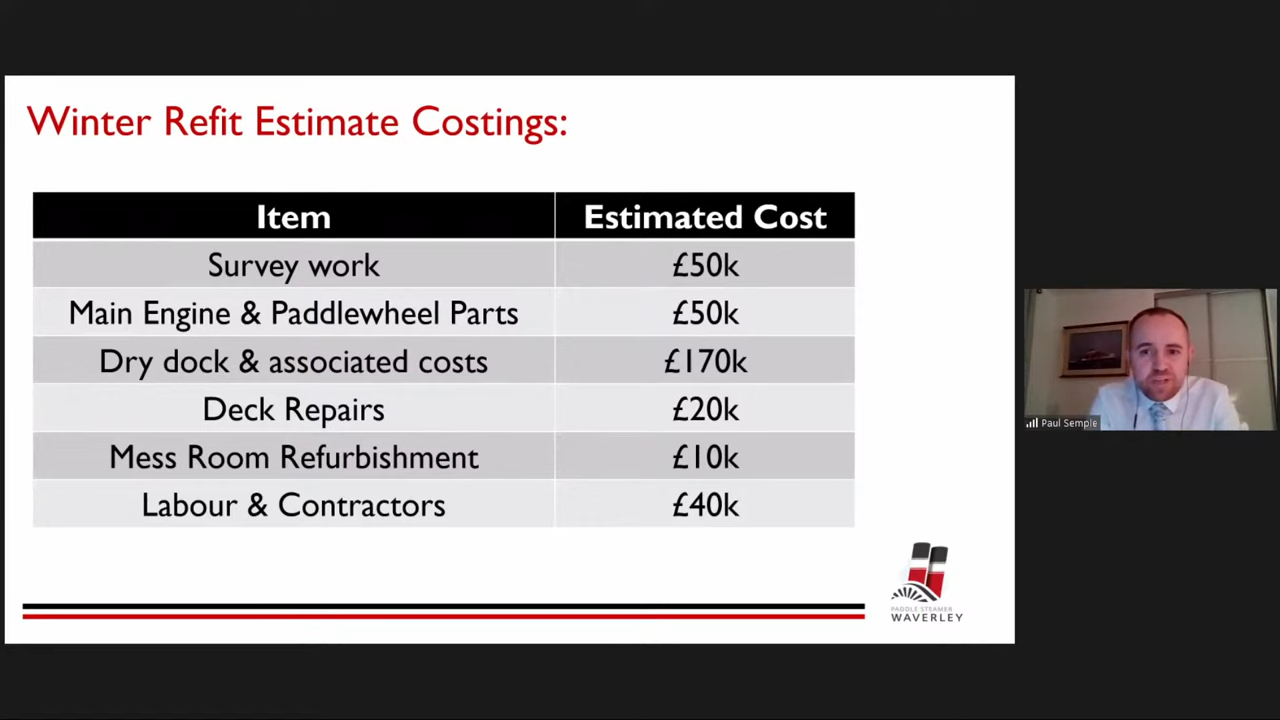 Winter Refit Estimate Costings:
Item Estimated Cost
Survey work £50k
Main Engine & Paddlewheel Parts £50k
Dry dock & associated costs £170k
Deck Repairs £20k
Mess Room Refurbishment £10k
Labour & Contractors £40k
PADDLE STEAMER
WAVERLEY
Paul Semple